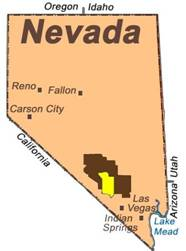 Oregon Idaho
Nevada
Reno
Fallon
Carson City
California
Arizona Utah
Las
Vegas
Indian
Springs
Lake
Mead